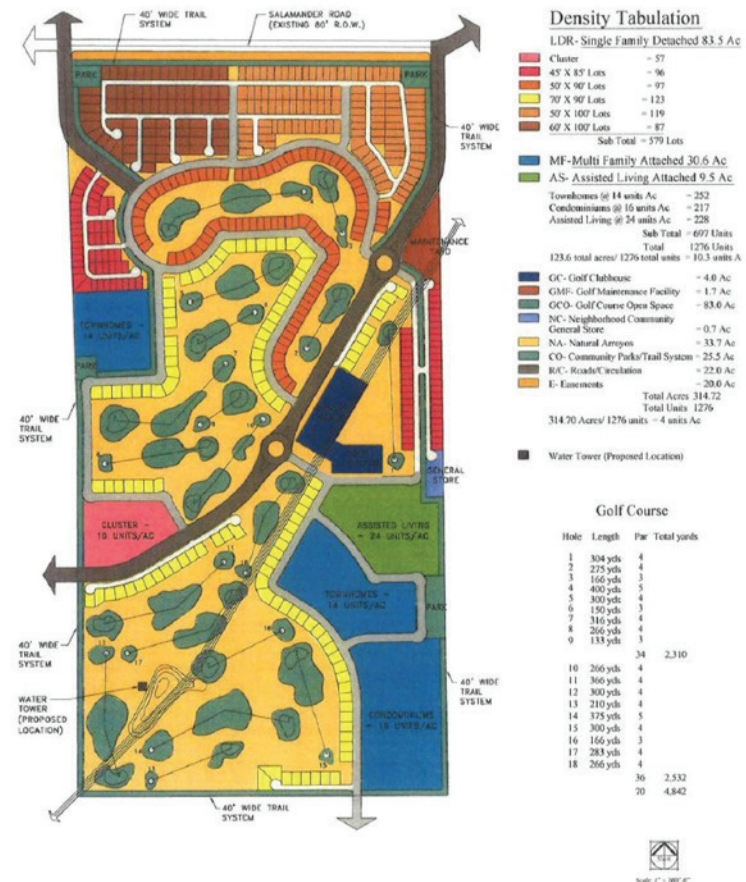 40' WIDE TRAIL
SYSTEM
SALAMANDER ROAD
(EXISTING 80' R.O.W.)
PARK
PARK
40' WIDE
TRAIL
SYSTEM
MAINTENANCE
YARD
TOWNHOMES -
14 UNITS/AC
PARK
40' WIDE
TRAIL
SYSTEM
GENERAL
STORE
CLUSTER -
10 UNITS/AC
ASSISTED LIVING
- 24 UNITS/AC
TOWNHOMES -
14 UNITS/AC
PARK
40' WIDE
TRAIL
SYSTEM
WATER
TOWER
(PROPOSED
LOCATION)
40' WIDE
TRAIL
SYSTEM
CONDOMINIUMS
- 16 UNITS/AC
40' WIDE TRAIL
SYSTEM
Density Tabulation
LDR- Single Family Detached 83.5 Ac
Cluster = 57
45' X 85' Lots = 96
50' X 90' Lots = 97
70' X 90' Lots = 123
50' X 100' Lots = 119
60' X 100' Lots = 87
Sub Total = 579 Lots
MF-Multi Family Attached 30.6 Ac
AS- Assisted Living Attached 9.5 Ac
Townhomes @ 14 units Ac = 252
Condominiums @ 16 units Ac = 217
Assisted Living @ 24 units/Ac = 228
Sub Total = 697 Units
Total 1276 Units
123.6 total acres/ 1276 total units = 10.3 units A
GC- Golf Clubhouse = 4.0 Ac
GMF- Golf Maintenance Facility = 1.7 Ac
GCO- Golf Course Open Space = 83.0 Ac
NC- Neighborhood Community
General Store = 0.7 Ac
NA- Natural Arroyos = 33.7 Ac
CO- Community Parks/Trail System = 25.5 Ac
R/C- Roads/Circulation = 22.0 Ac
E- Easements = 20.0 Ac
Total Acres 314.72
Total Units 1276
314.70 Acres/ 1276 units = 4 units Ac
Water Tower (Proposed Location)
Golf Course
Hole Length Par Total yards
1 304 yds 4
2 275 yds 4
3 166 yds 3
4 400 yds 5
5 300 yds 4
6 150 yds 3
7 316 yds 4
8 266 yds 4
9 133 yds 3
34 2,310
10 266 yds 4
11 366 yds 4
12 300 yds 4
13 210 yds 4
14 375 yds 5
15 300 yds 4
16 166 yds 3
17 283 yds 4
18 266 yds 4
36 2,532
70 4,842